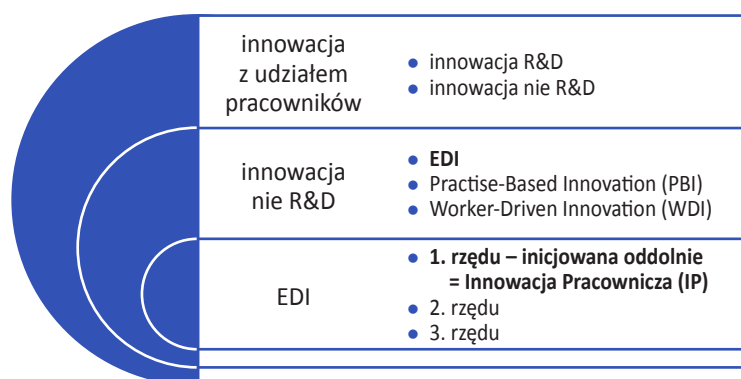 innowacja
z udziałem
pracowników
• innowacja R&D
• innowacja nie R&D
innowacja
nie R&D
• EDI
• Practise-Based Innovation (PBI)
• Worker-Driven Innovation (WDI)
EDI
• 1. rzędu – inicjowana oddolnie
= Innowacja Pracownicza (IP)
• 2. rzędu
• 3. rzędu